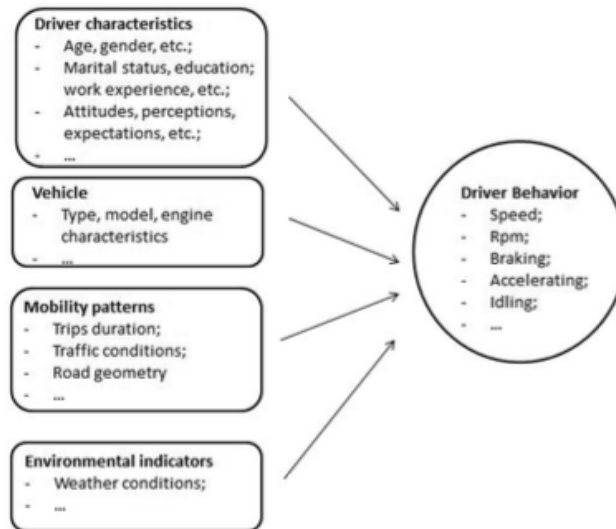 Driver characteristics
- Age, gender, etc.;
- Marital status, education;
work experience, etc.;
- Attitudes, perceptions,
expectations, etc.;
- ...
Vehicle
- Type, model, engine
characteristics
- ...
Mobility patterns
- Trips duration;
- Traffic conditions;
- Road geometry
- ...
Environmental indicators
- Weather conditions;
- ...
Driver Behavior
- Speed;
- Rpm;
- Braking;
- Accelerating;
- Idling;
- ...